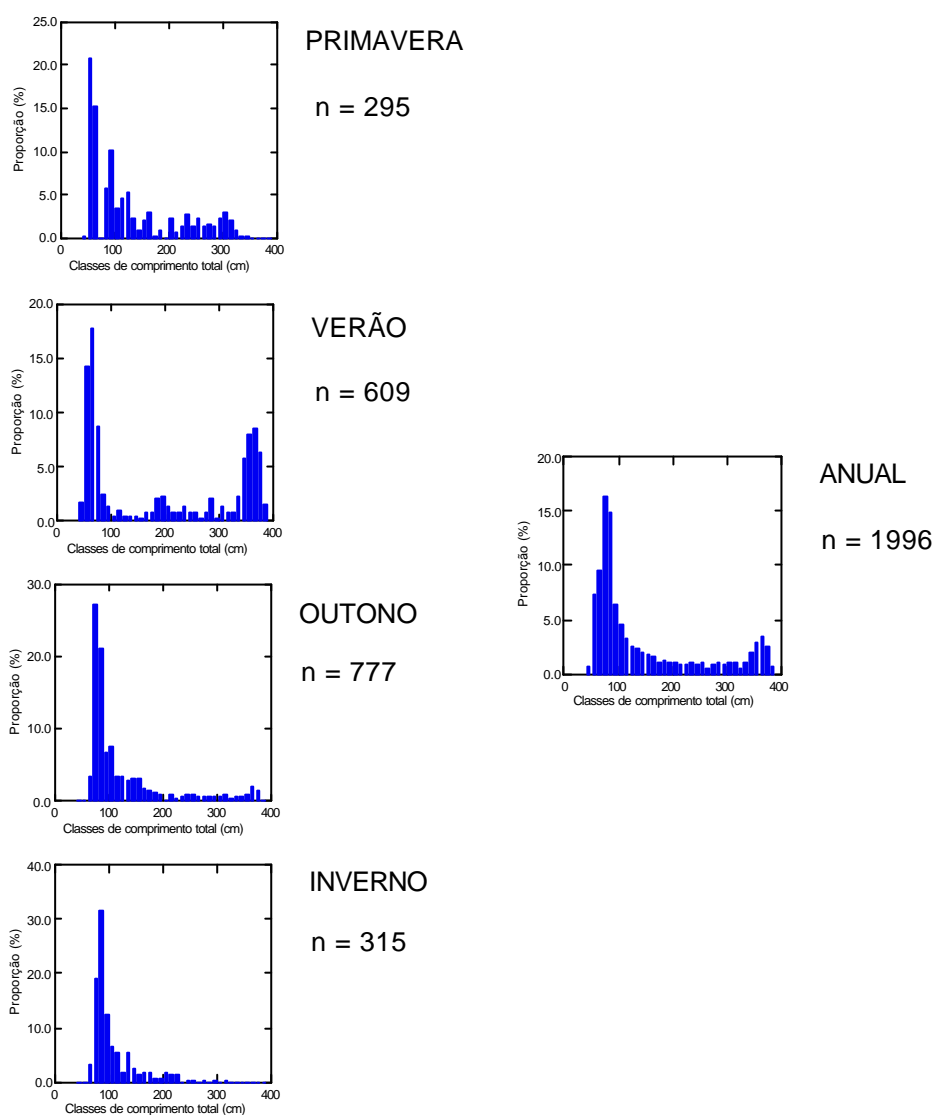 PRIMAVERA
n = 295
Proporção (%)
25.0
20.0
15.0
10.0
5.0
0.0
0 100 200 300 400
Classes de comprimento total (cm)
VERÃO
n = 609
Proporção (%)
20.0
15.0
10.0
5.0
0.0
0 100 200 300 400
Classes de comprimento total (cm)
OUTONO
n = 777
Proporção (%)
30.0
20.0
10.0
0.0
0 100 200 300 400
Classes de comprimento total (cm)
INVERNO
n = 315
Proporção (%)
40.0
30.0
20.0
10.0
0.0
0 100 200 300 400
Classes de comprimento total (cm)
ANUAL
n = 1996
Proporção (%)
20.0
15.0
10.0
5.0
0.0
0 100 200 300 400
Classes de comprimento total (cm)